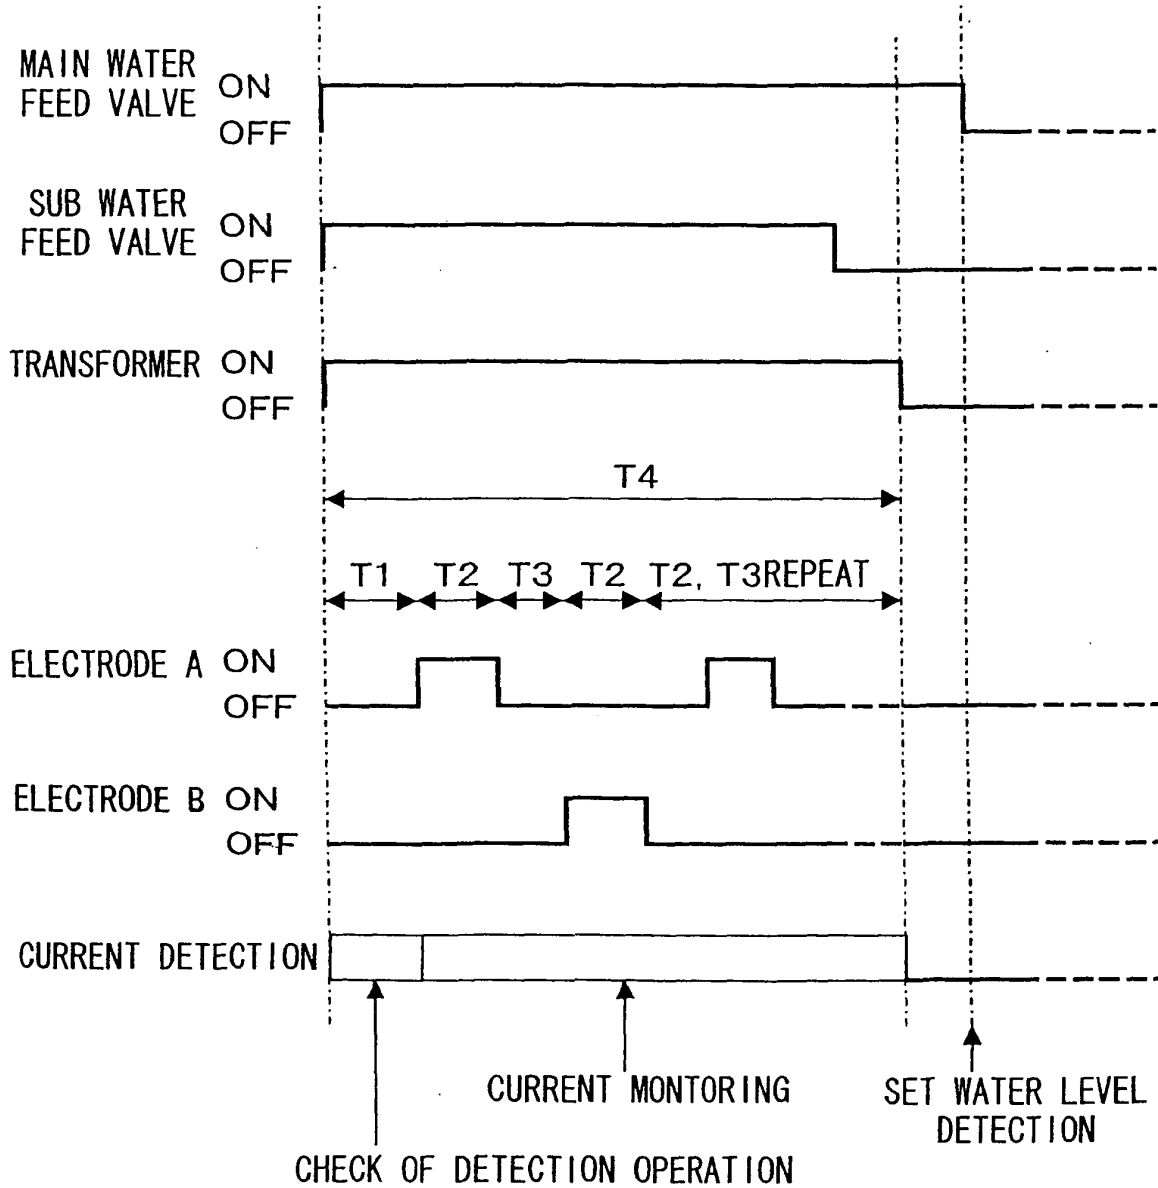 MAIN WATER
FEED VALVE
ON
OFF
SUB WATER
FEED VALVE
ON
OFF
TRANSFORMER ON
OFF
T4
T1 T2 T3 T2 T2, T3REPEAT
ELECTRODE A ON
OFF
ELECTRODE B ON
OFF
CURRENT DETECTION
CURRENT MONTORING
SET WATER LEVEL
DETECTION
CHECK OF DETECTION OPERATION